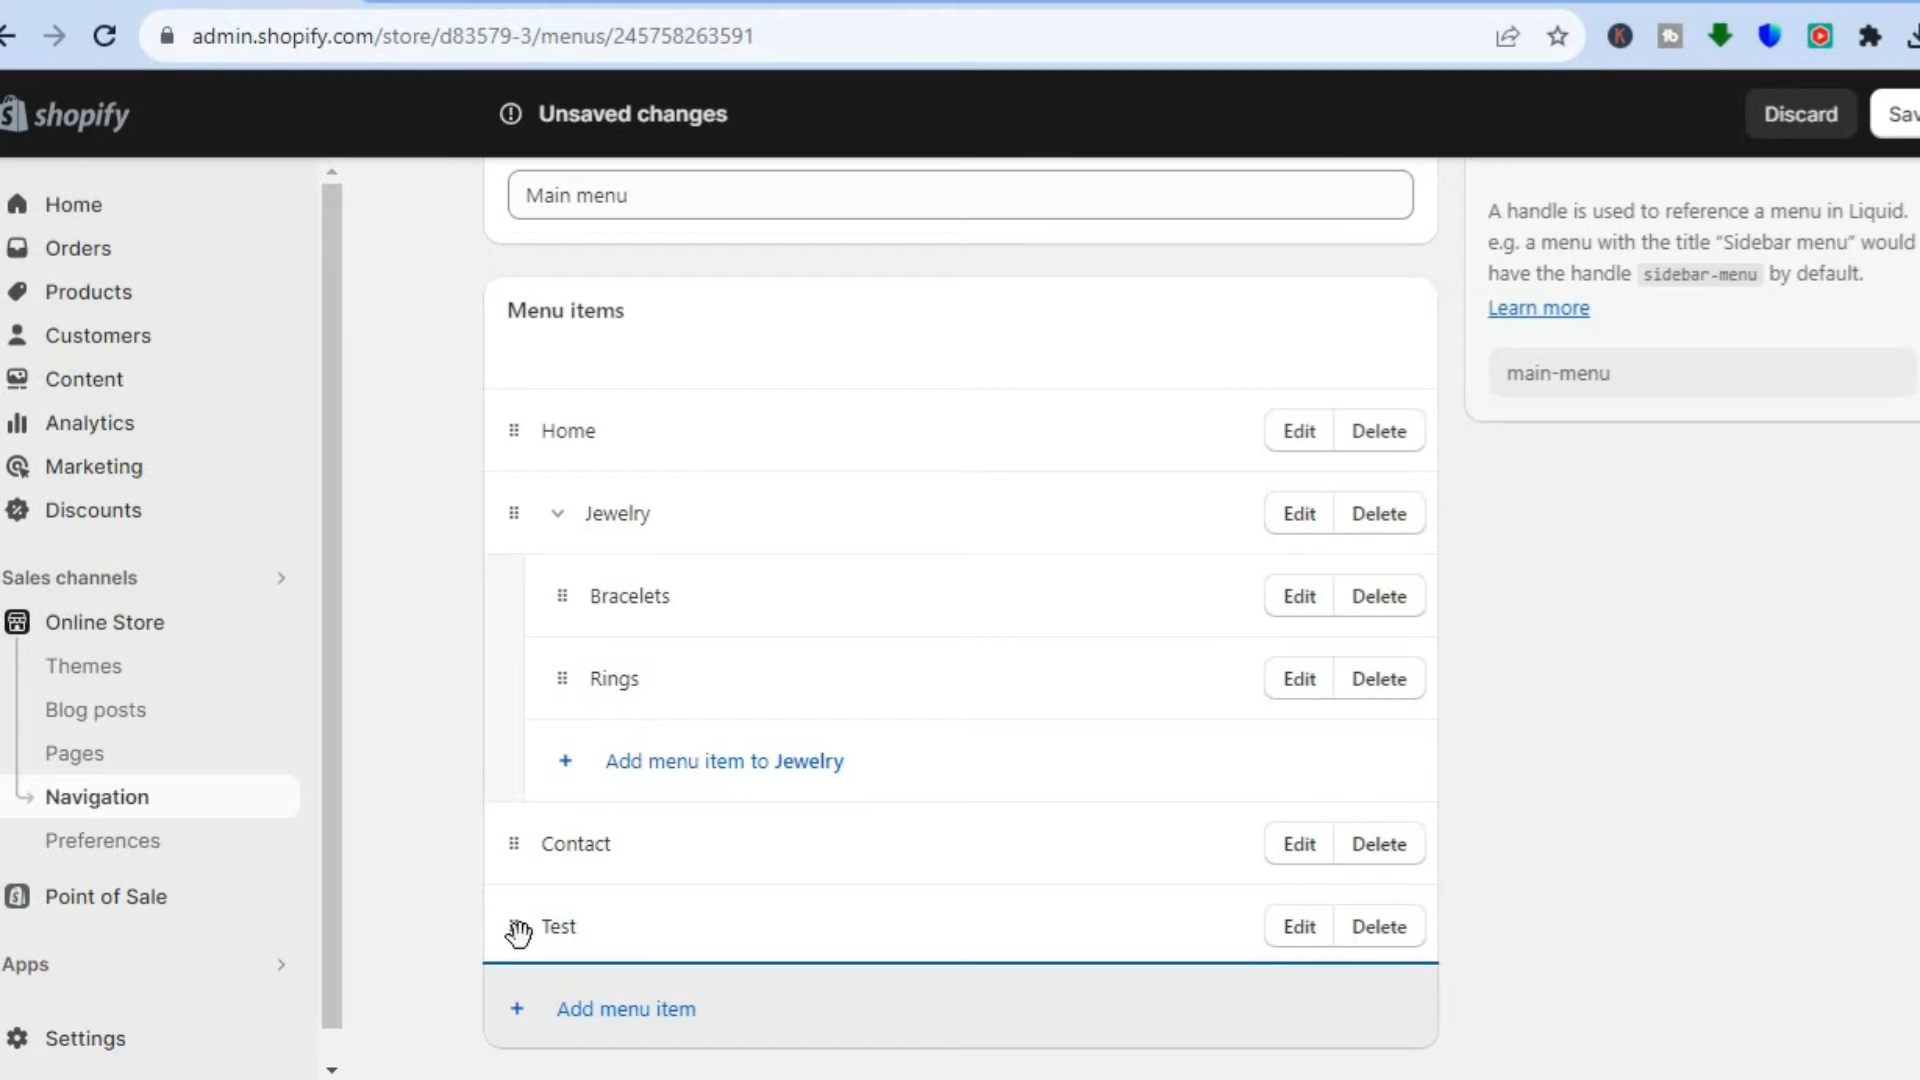 admin.shopify.com/store/d83579-3/menus/245758263591
shopify
Unsaved changes
Discard
Sav
Home
Orders
Products
Customers
Content
Analytics
Marketing
Discounts
Sales channels
Online Store
Themes
Blog posts
Pages
Navigation
Preferences
Point of Sale
Apps
Settings
Main menu
Menu items
Home Edit Delete
Jewelry Edit Delete
Bracelets Edit Delete
Rings Edit Delete
+ Add menu item to Jewelry
Contact Edit Delete
Test Edit Delete
+ Add menu item
A handle is used to reference a menu in Liquid.
e.g. a menu with the title “Sidebar menu” would
have the handle sidebar-menu by default.
Learn more
main-menu